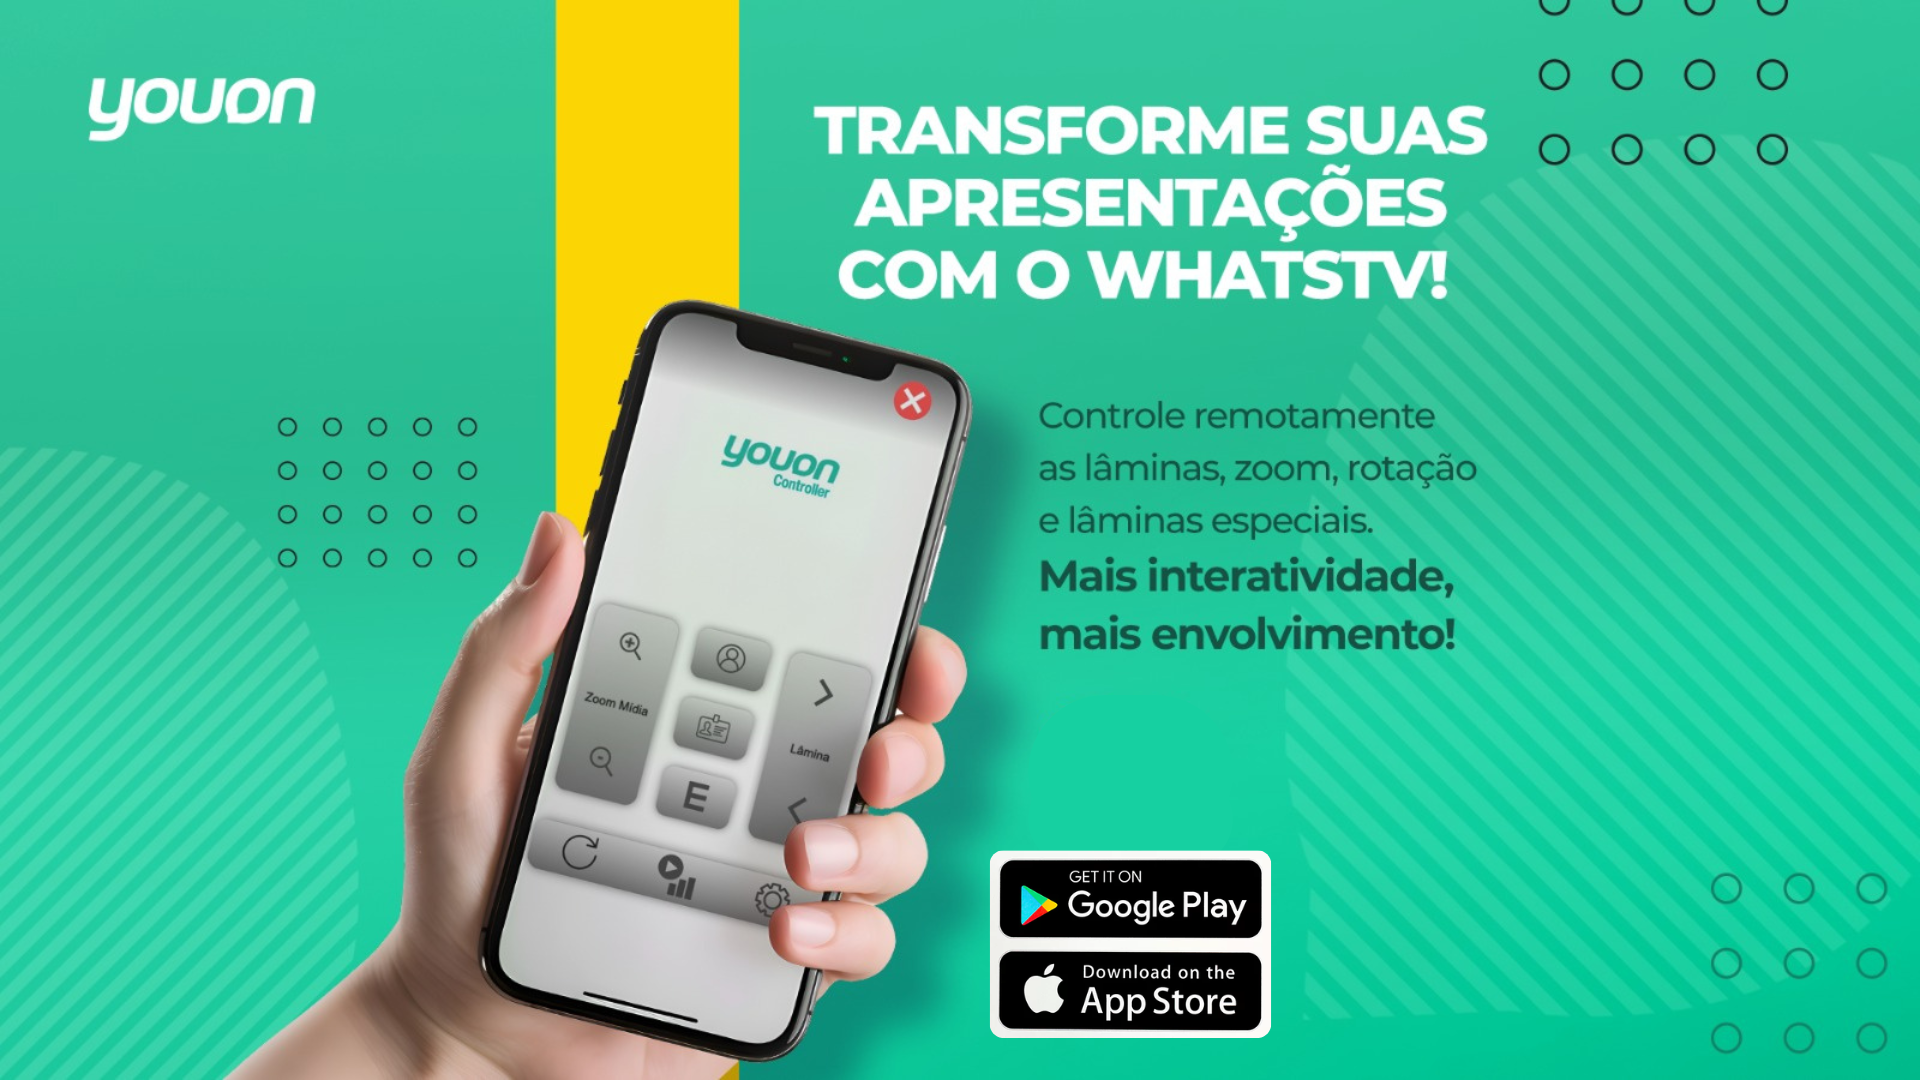 youon
TRANSFORME SUAS
APRESENTAÇÕES
COM O WHATSTV!
Controle remotamente
as lâminas, zoom, rotação
e lâminas especiais.
Mais interatividade,
mais envolvimento!
youon
Controller
Zoom Mídia
Lâmina
E
GET IT ON
Google Play
Download on the
App Store